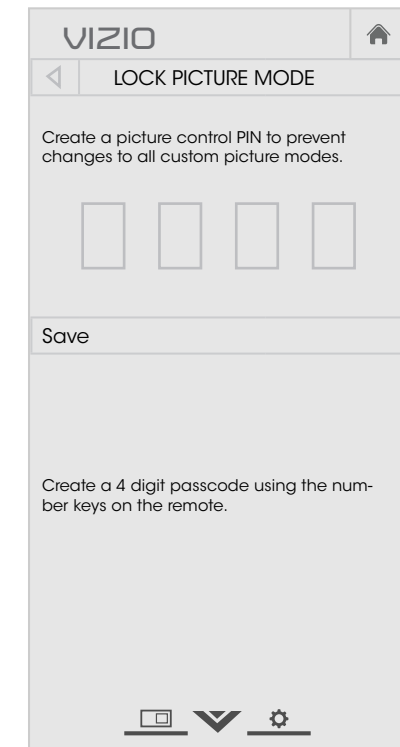 VIZIO
LOCK PICTURE MODE
Create a picture control PIN to prevent
changes to all custom picture modes.
Save
Create a 4 digit passcode using the num-
ber keys on the remote.